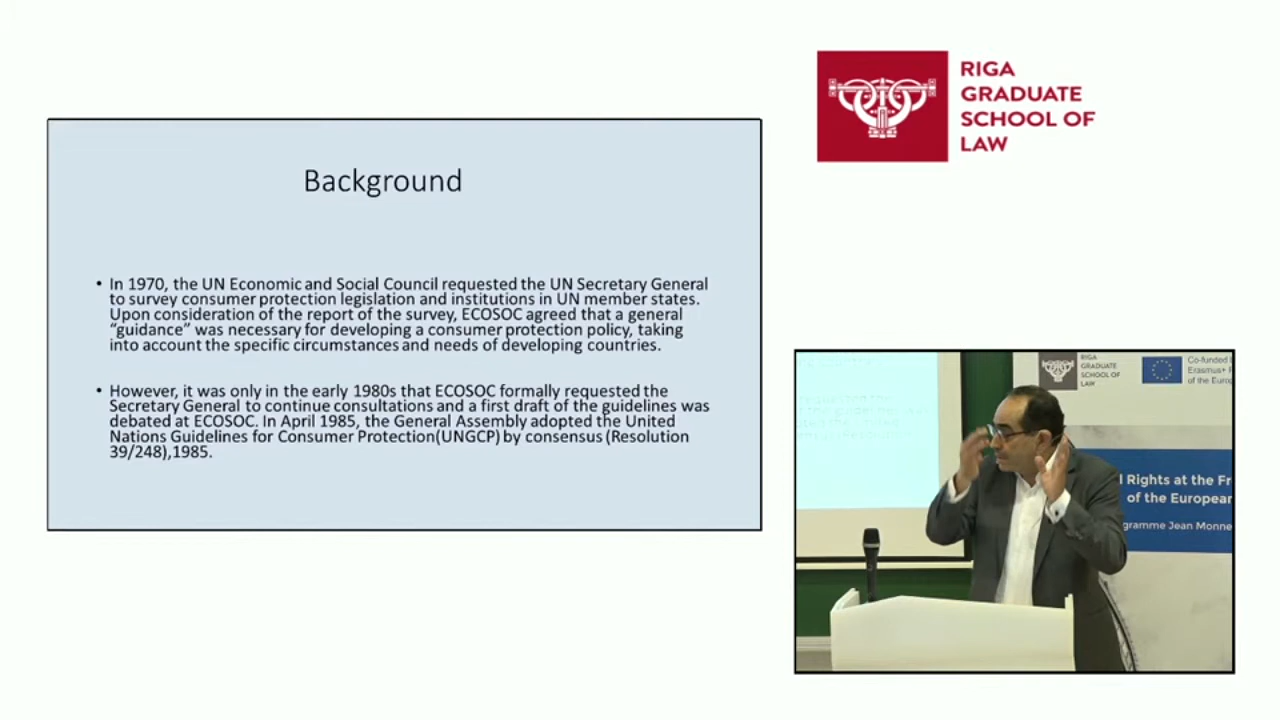 RIGA
GRADUATE
SCHOOL OF
LAW
Background
• In 1970, the UN Economic and Social Council requested the UN Secretary General
to survey consumer protection legislation and institutions in UN member states.
Upon consideration of the report of the survey, ECOSOC agreed that a general
“guidance” was necessary for developing a consumer protection policy, taking
into account the specific circumstances and needs of developing countries.
• However, it was only in the early 1980s that ECOSOC formally requested the
Secretary General to continue consultations and a first draft of the guidelines was
debated at ECOSOC. In April 1985, the General Assembly adopted the United
Nations Guidelines for Consumer Protection(UNGCP) by consensus (Resolution
39/248),1985.
RIGA
GRADUATE
SCHOOL OF
LAW
Co-funded
Erasmus+
of the Euro
l Rights at the Fr
of the European
gramme Jean Monne